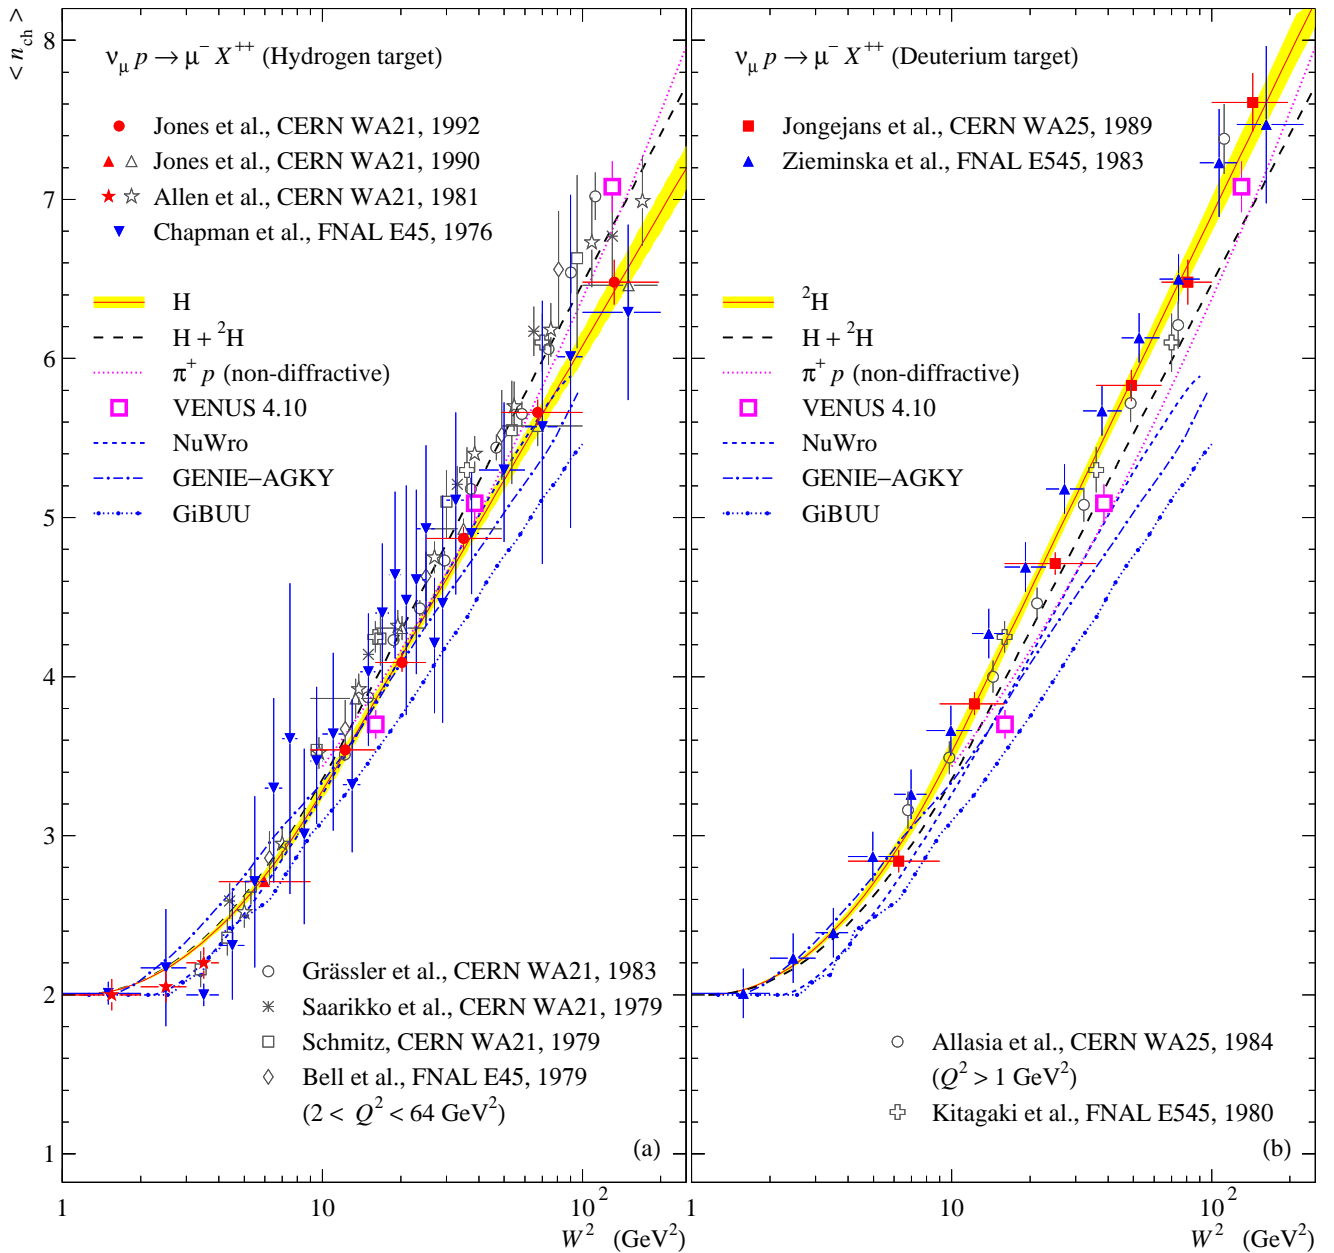 < n_ch >
ν_μ p → μ⁻ X⁺⁺ (Hydrogen target)
Jones et al., CERN WA21, 1992
Jones et al., CERN WA21, 1990
Allen et al., CERN WA21, 1981
Chapman et al., FNAL E45, 1976
H
H + ²H
π⁺ p (non-diffractive)
VENUS 4.10
NuWro
GENIE−AGKY
GiBUU
Grässler et al., CERN WA21, 1983
Saarikko et al., CERN WA21, 1979
Schmitz, CERN WA21, 1979
Bell et al., FNAL E45, 1979
(2 < Q² < 64 GeV²)
(a)
8
7
6
5
4
3
2
1
1
10
10²
W² (GeV²)
ν_μ p → μ⁻ X⁺⁺ (Deuterium target)
Jongejans et al., CERN WA25, 1989
Zieminska et al., FNAL E545, 1983
²H
H + ²H
π⁺ p (non-diffractive)
VENUS 4.10
NuWro
GENIE−AGKY
GiBUU
Allasia et al., CERN WA25, 1984
(Q² > 1 GeV²)
Kitagaki et al., FNAL E545, 1980
(b)
1
10
10²
W² (GeV²)